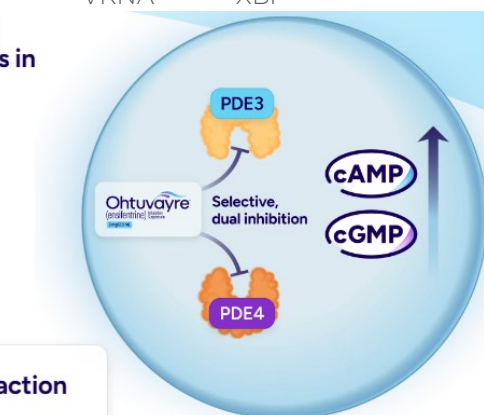 s in
PDE3
Ohtuvayre
(ensifentrine)
Selective,
dual inhibition
cAMP
cGMP
PDE4
action